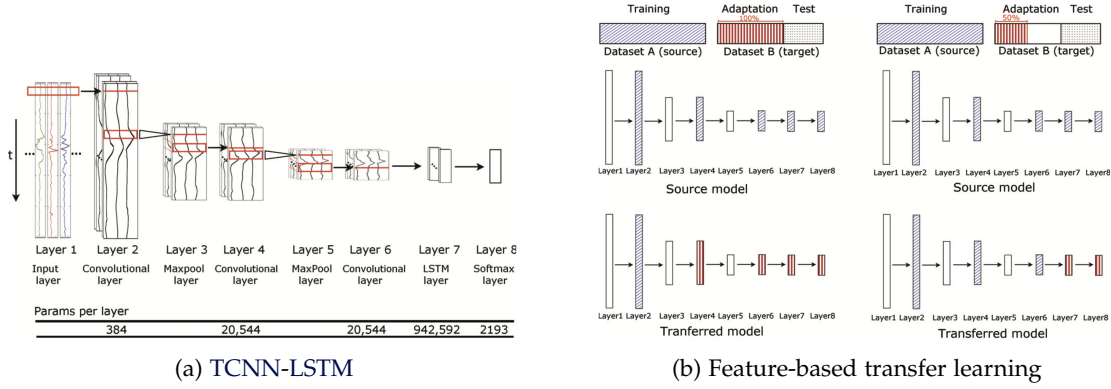 t
Layer 1 Layer 2 Layer 3 Layer 4 Layer 5 Layer 6 Layer 7 Layer 8
Input layer
Convolutional layer
Maxpool layer
Convolutional layer
MaxPool layer
Convolutional layer
LSTM layer
Softmax layer
Params per layer
384 20,544 20,544 942,592 2193
(a) TCNN-LSTM
Training Adaptation Test
100%
Dataset A (source) Dataset B (target)
Layer1 Layer2 Layer3 Layer4 Layer5 Layer6 Layer7 Layer8
Source model
Layer1 Layer2 Layer3 Layer4 Layer5 Layer6 Layer7 Layer8
Tranferred model
Training Adaptation Test
50%
Dataset A (source) Dataset B (target)
Layer1 Layer2 Layer3 Layer4 Layer5 Layer6 Layer7 Layer8
Source model
Layer1 Layer2 Layer3 Layer4 Layer5 Layer6 Layer7 Layer8
Transferred model
(b) Feature-based transfer learning